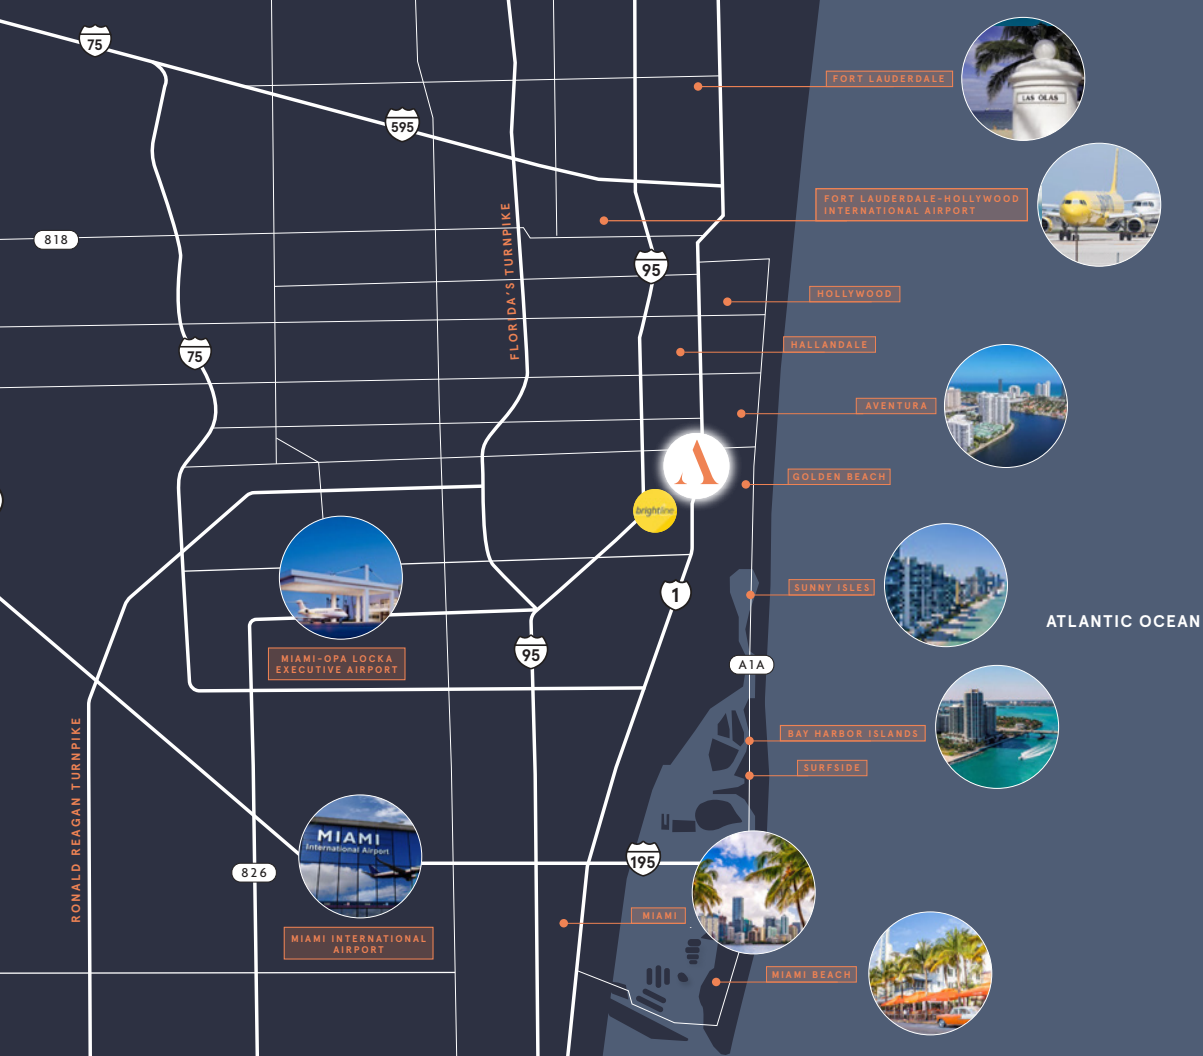 75
FORT LAUDERDALE
LAS OLAS
595
FORT LAUDERDALE-HOLLYWOOD
INTERNATIONAL AIRPORT
818
FLORIDA'S TURNPIKE
95
HOLLYWOOD
HALLANDALE
75
AVENTURA
A
GOLDEN BEACH
brightline
SUNNY ISLES
1
ATLANTIC OCEAN
95
MIAMI-OPA LOCKA
EXECUTIVE AIRPORT
A1A
BAY HARBOR ISLANDS
SURFSIDE
RONALD REAGAN TURNPIKE
MIAMI
International Airport
195
826
MIAMI
MIAMI INTERNATIONAL
AIRPORT
MIAMI BEACH